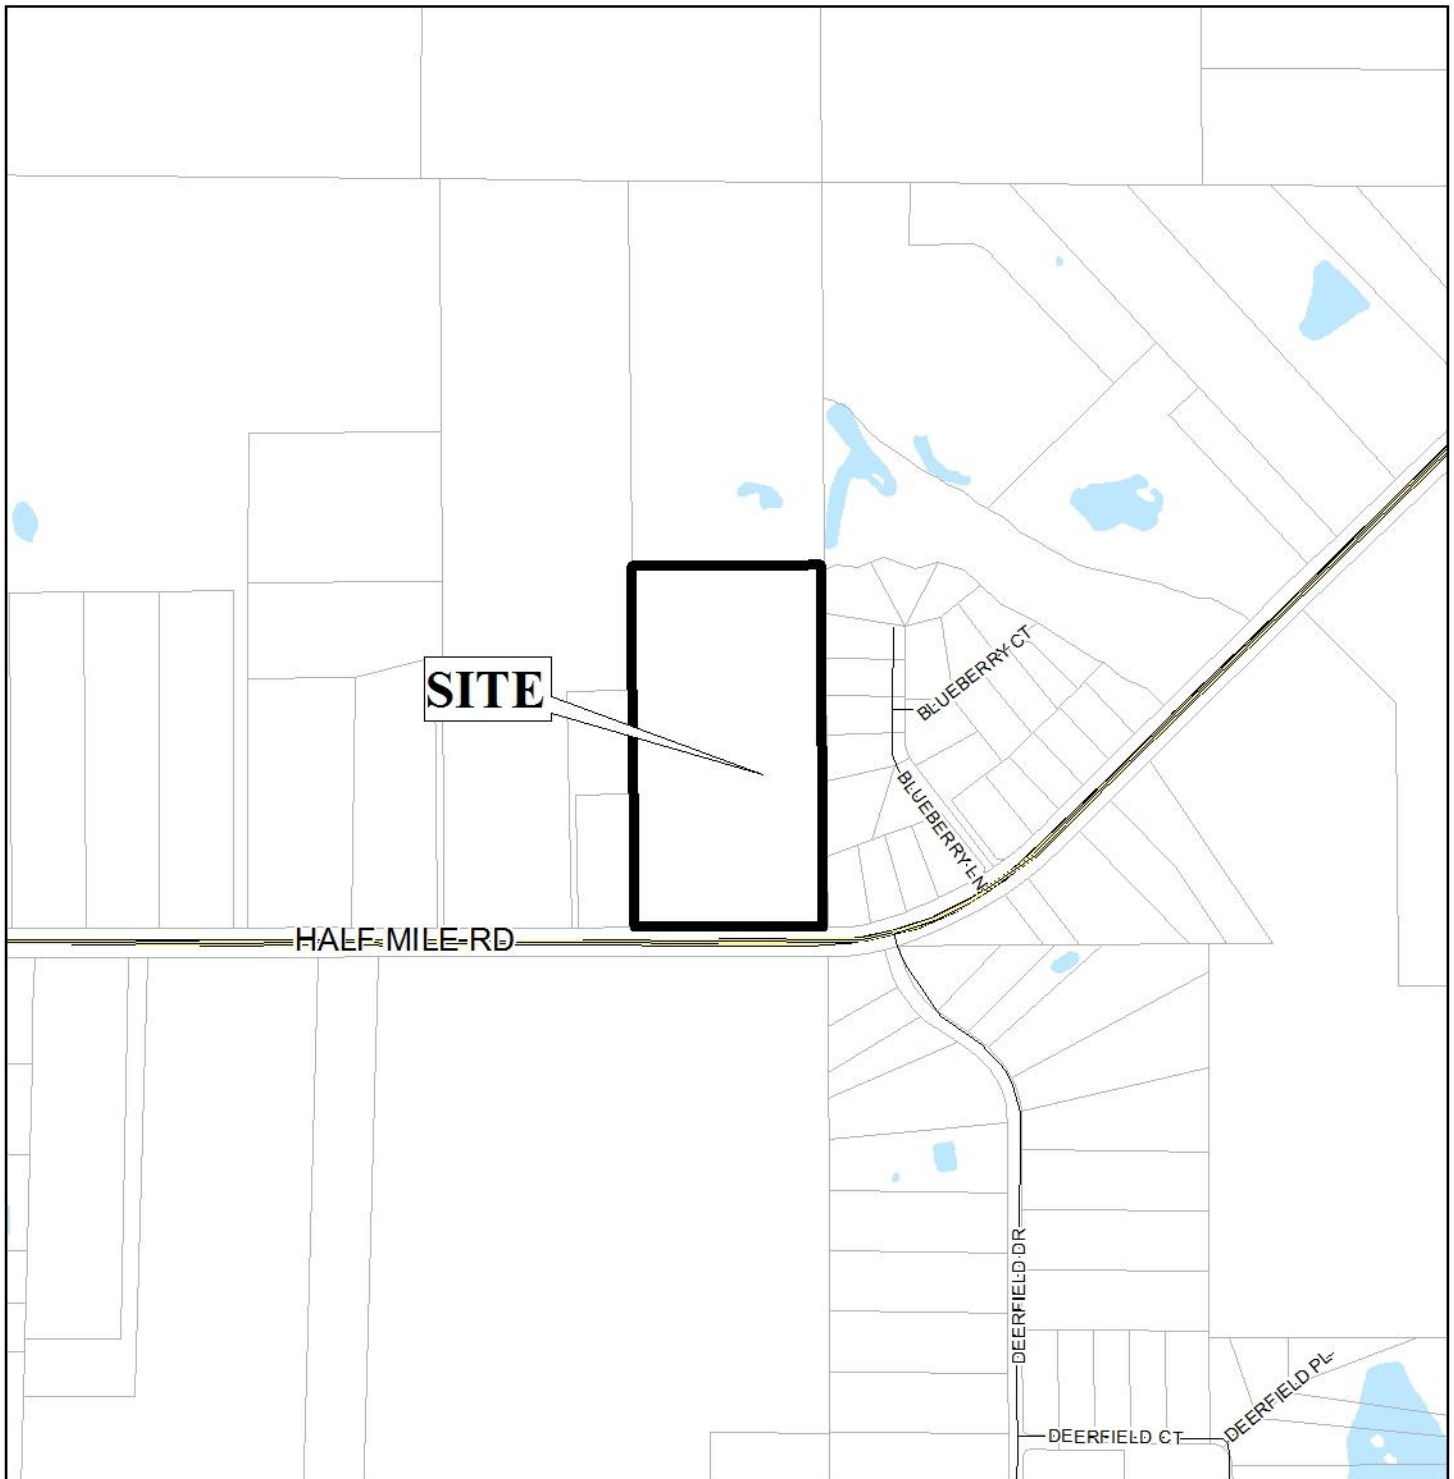 BLUEBERRY CT
SITE
BLUEBERRY LN
HALF MILE RD
DEERFIELD DR
DEERFIELD PL
DEERFIELD CT